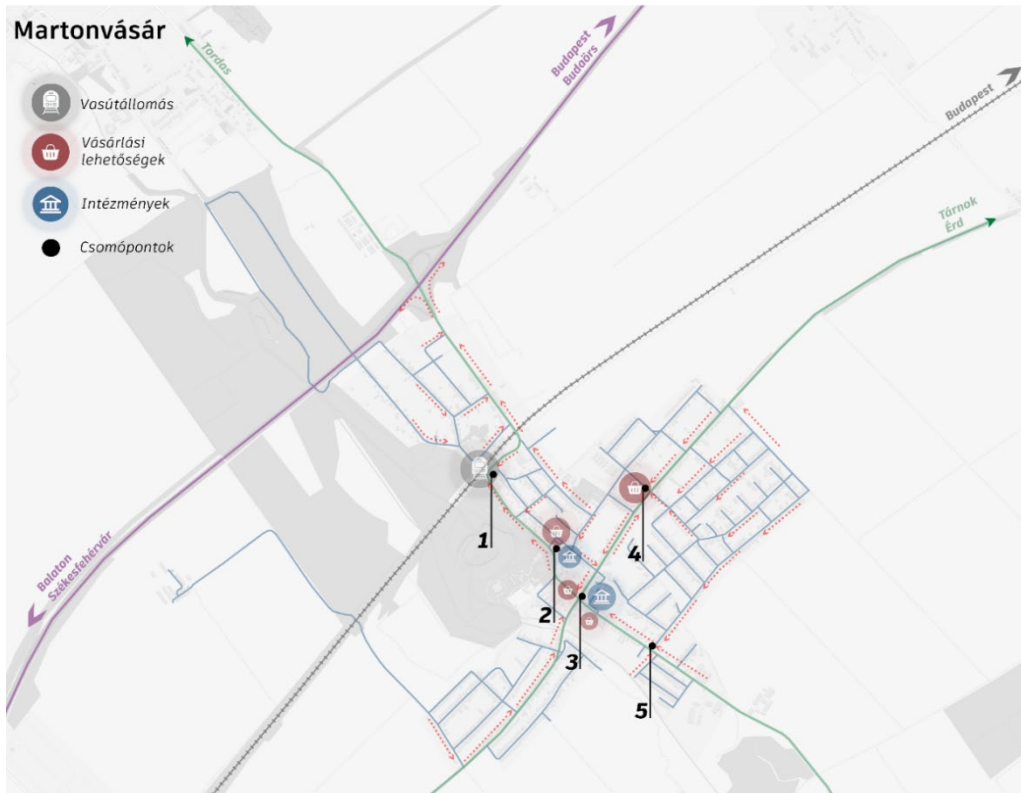 Martonvásár
Vasútállomás
Vásárlási
lehetőségek
Intézmények
Csomópontok
Tordas
Budapest
Budaörs
Budapest
Tárnok
Érd
Balaton
Székesfehérvár
1
2
3
4
5